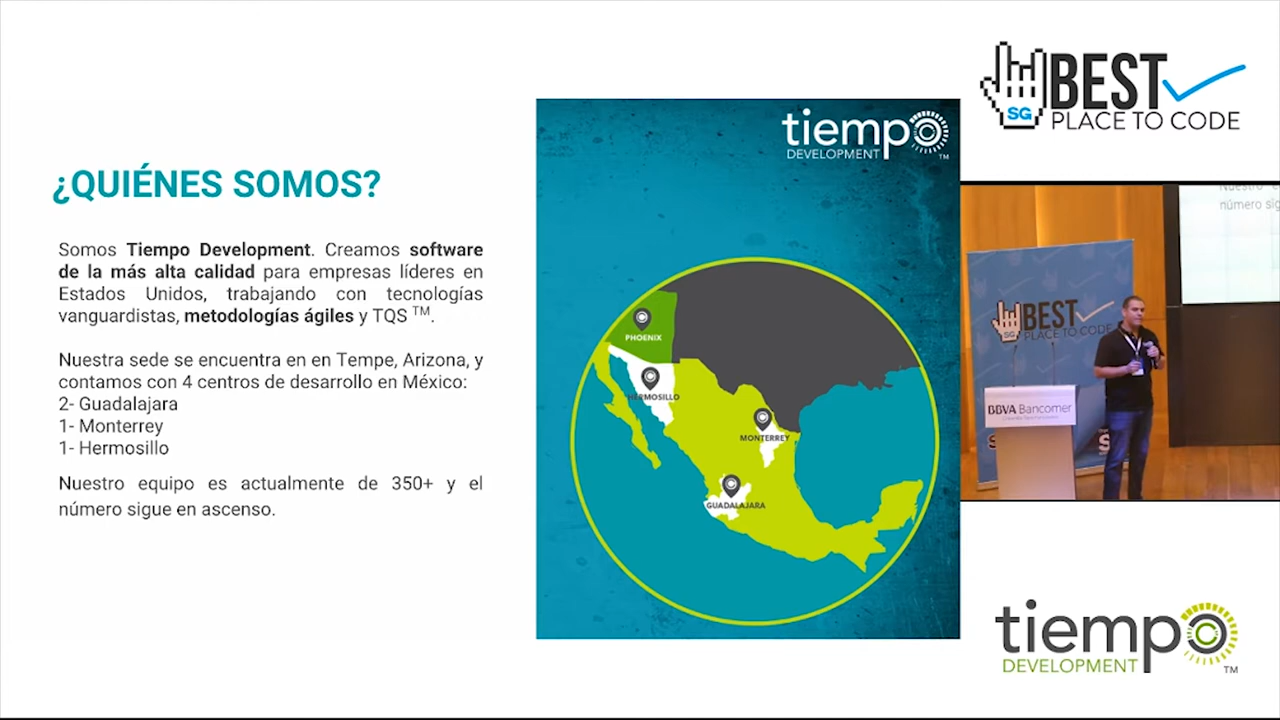 ¿QUIÉNES SOMOS?
Somos Tiempo Development. Creamos software
de la más alta calidad para empresas líderes en
Estados Unidos, trabajando con tecnologías
vanguardistas, metodologías ágiles y TQS TM.
Nuestra sede se encuentra en en Tempe, Arizona, y
contamos con 4 centros de desarrollo en México:
2- Guadalajara
1- Monterrey
1- Hermosillo
Nuestro equipo es actualmente de 350+ y el
número sigue en ascenso.
tiempo
DEVELOPMENT TM
PHOENIX
HERMOSILLO
MONTERREY
GUADALAJARA
SG BEST
PLACE TO CODE
número sig
SG BEST
PLACE TO CODE
BBVA Bancomer
tiempo
DEVELOPMENT TM